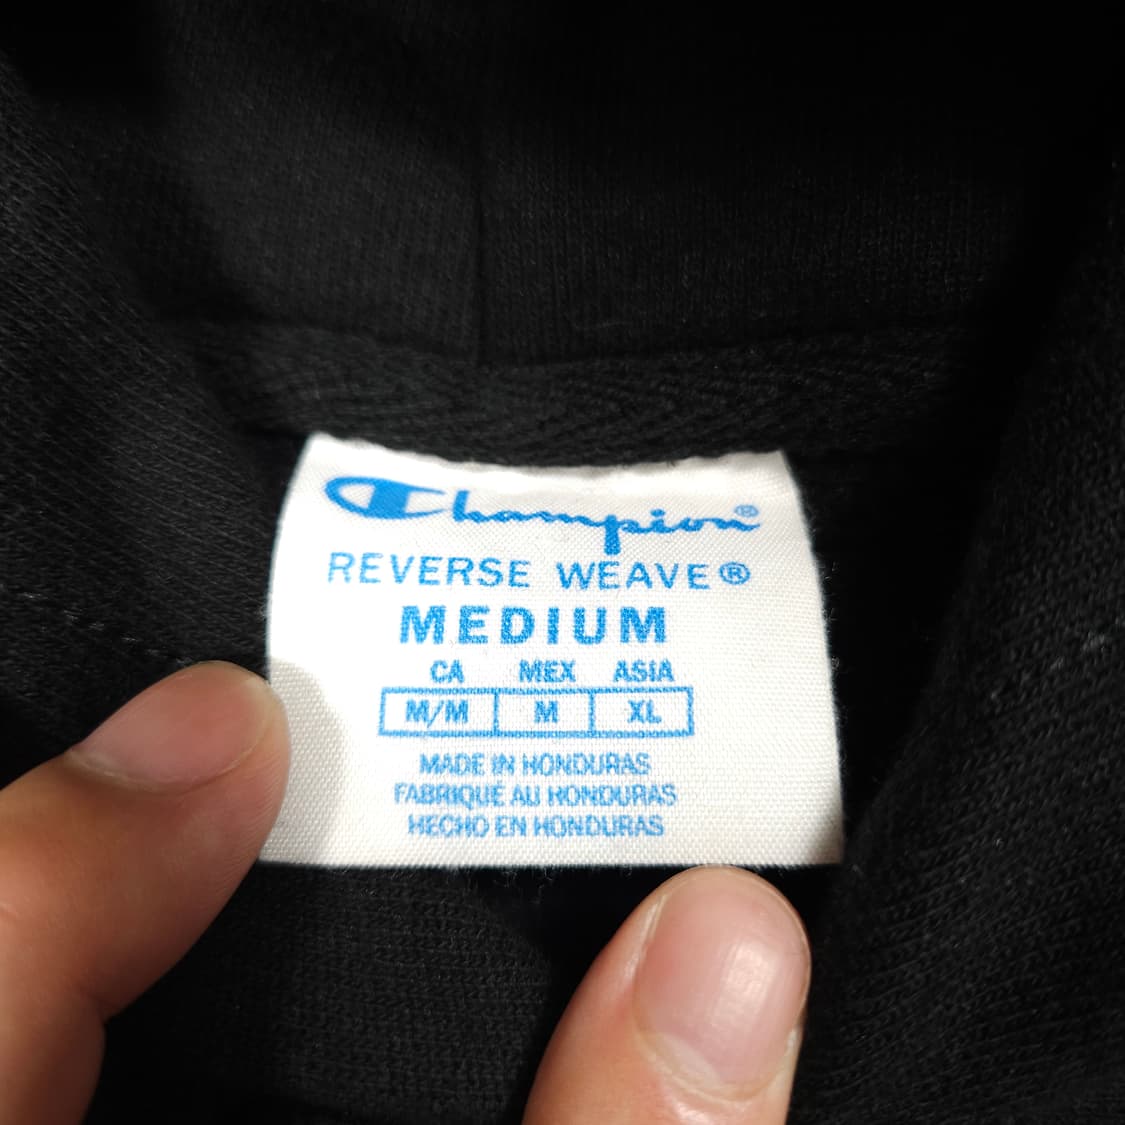 Champion®
REVERSE WEAVE®
MEDIUM
CA MEX ASIA
M/M M XL
MADE IN HONDURAS
FABRIQUÉ AU HONDURAS
HECHO EN HONDURAS